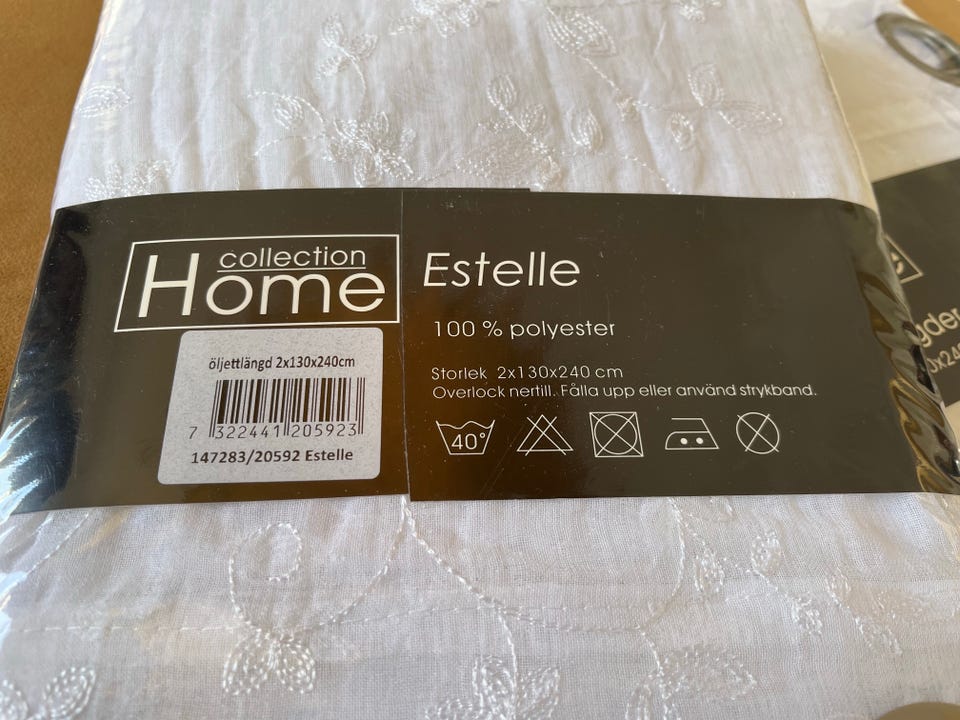 collection
Home
öljettlängd 2x130x240cm
7 322441 205923
147283/20592 Estelle
Estelle
100 % polyester
Storlek 2x130x240 cm
Overlock nertill. Fålla upp eller använd strykband.
40°